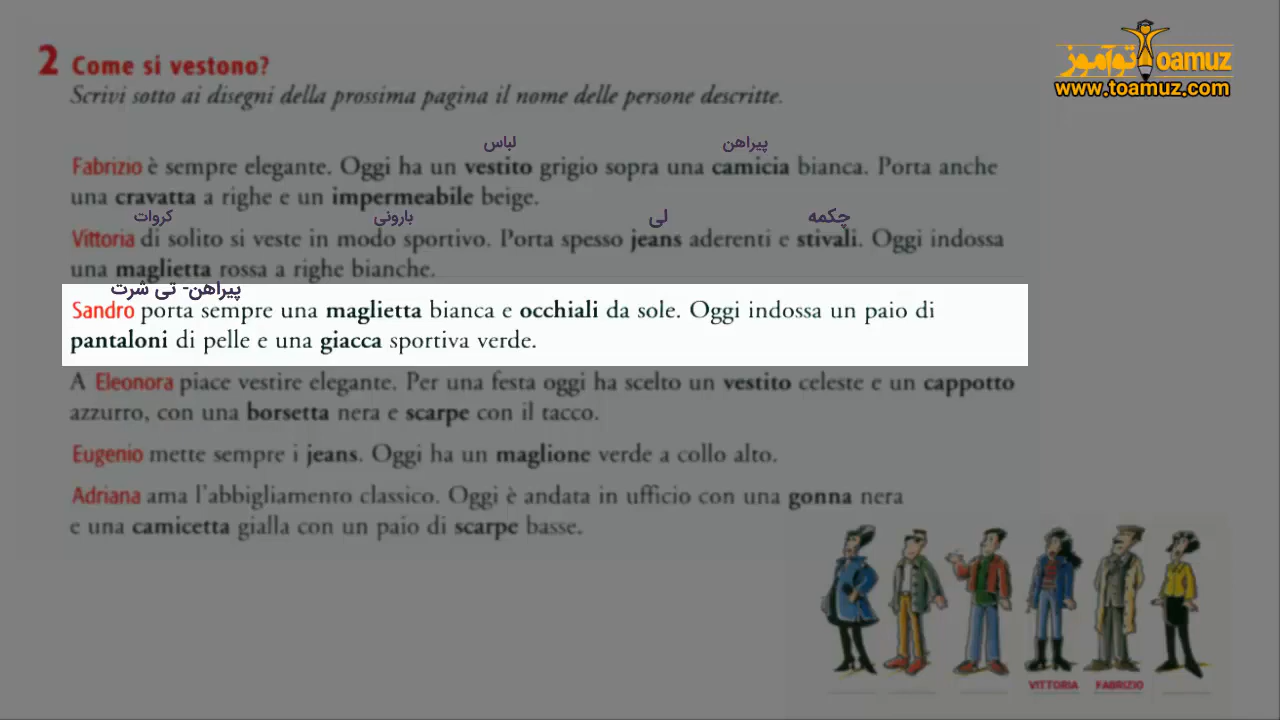 توآموز Toamuz
www.toamuz.com
2 Come si vestono?
Scrivi sotto ai disegni della prossima pagina il nome delle persone descritte.
لباس پیراهن
Fabrizio è sempre elegante. Oggi ha un vestito grigio sopra una camicia bianca. Porta anche
una cravatta a righe e un impermeabile beige.
کروات بارونی لی چکمه
Vittoria di solito si veste in modo sportivo. Porta spesso jeans aderenti e stivali. Oggi indossa
una maglietta rossa a righe bianche.
پیراهن- تی شرت
Sandro porta sempre una maglietta bianca e occhiali da sole. Oggi indossa un paio di
pantaloni di pelle e una giacca sportiva verde.
A Eleonora piace vestire elegante. Per una festa oggi ha scelto un vestito celeste e un cappotto
azzurro, con una borsetta nera e scarpe con il tacco.
Eugenio mette sempre i jeans. Oggi ha un maglione verde a collo alto.
Adriana ama l'abbigliamento classico. Oggi è andata in ufficio con una gonna nera
e una camicetta gialla con un paio di scarpe basse.
VITTORIA FABRIZIO